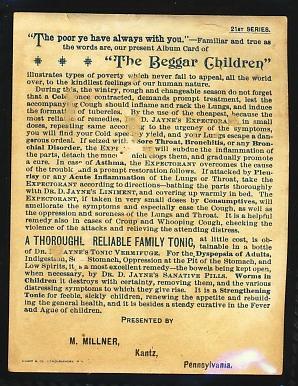 21ST SERIES.
"The poor ye have always with you."—Familiar and true as
the words are, our present Album Card of
"The Beggar Children"
illustrates types of poverty which never fail to appeal, all the world
over, to the kindliest feelings of our human nature.
During this, the wintry, rough and changeable season do not forget
that a Cold once contracted, demands prompt treatment, lest the
accompanying Cough should inflame and rack the Lungs, and induce
the formation of tubercles. By the use of the cheapest, because the
most reliable of remedies, JAYNE'S EXPECTORANT, in small
doses, repeated same according to the urgency of the symptoms,
you will find your Cold speedily yield, and your Lungs escape a dan-
gerous ordeal. If seized with Sore Throat, Bronchitis, or any Bron-
chial Disorder, the EXP will subdue the inflammation of
the parts, detach the which clogs them, and gradually promote
a cure. In case of Asthma, the EXPECTORANT overcomes the cause
of the trouble and a prompt restoration follows. If attacked by Pleu-
risy or any Acute Inflammation of the Lungs or Throat, take the
EXPECTORANT according to directions—bathing the parts thoroughly
with DR. D. JAYNE'S LINIMENT, and covering up warmly in bed. The
EXPECTORANT, if taken in very small doses by Consumptives, will
ameliorate the symptoms and especially ease the Cough, as well as
the oppression and soreness of the Lungs and Throat. It is a helpful
remedy also in cases of Croup and Whooping Cough, checking the
violence of the attacks and relieving the attending distress.
A THOROUGHLY RELIABLE FAMILY TONIC, at little cost, is ob-
tainable in a bottle
of DR. D. JAYNE'S TONIC VERMIFUGE. For the Dyspepsia of Adults,
Indigestion, Stomach, Oppression at the Pit of the Stomach, and
Low Spirits, it is a most excellent remedy—the bowels being kept open,
when necessary, by DR. D. JAYNE'S SANATIVE PILLS. Worms in
Children it destroys with certainty, removing them, and the various
distressing symptoms to which they give rise. It is a Strengthening
Tonic for feeble, sickly children, renewing the appetite and rebuild-
ing the general health, and it is besides a steady curative in the Fever
and Ague of children.
PRESENTED BY
M. MILLNER,
Kantz,
Pennsylvania.